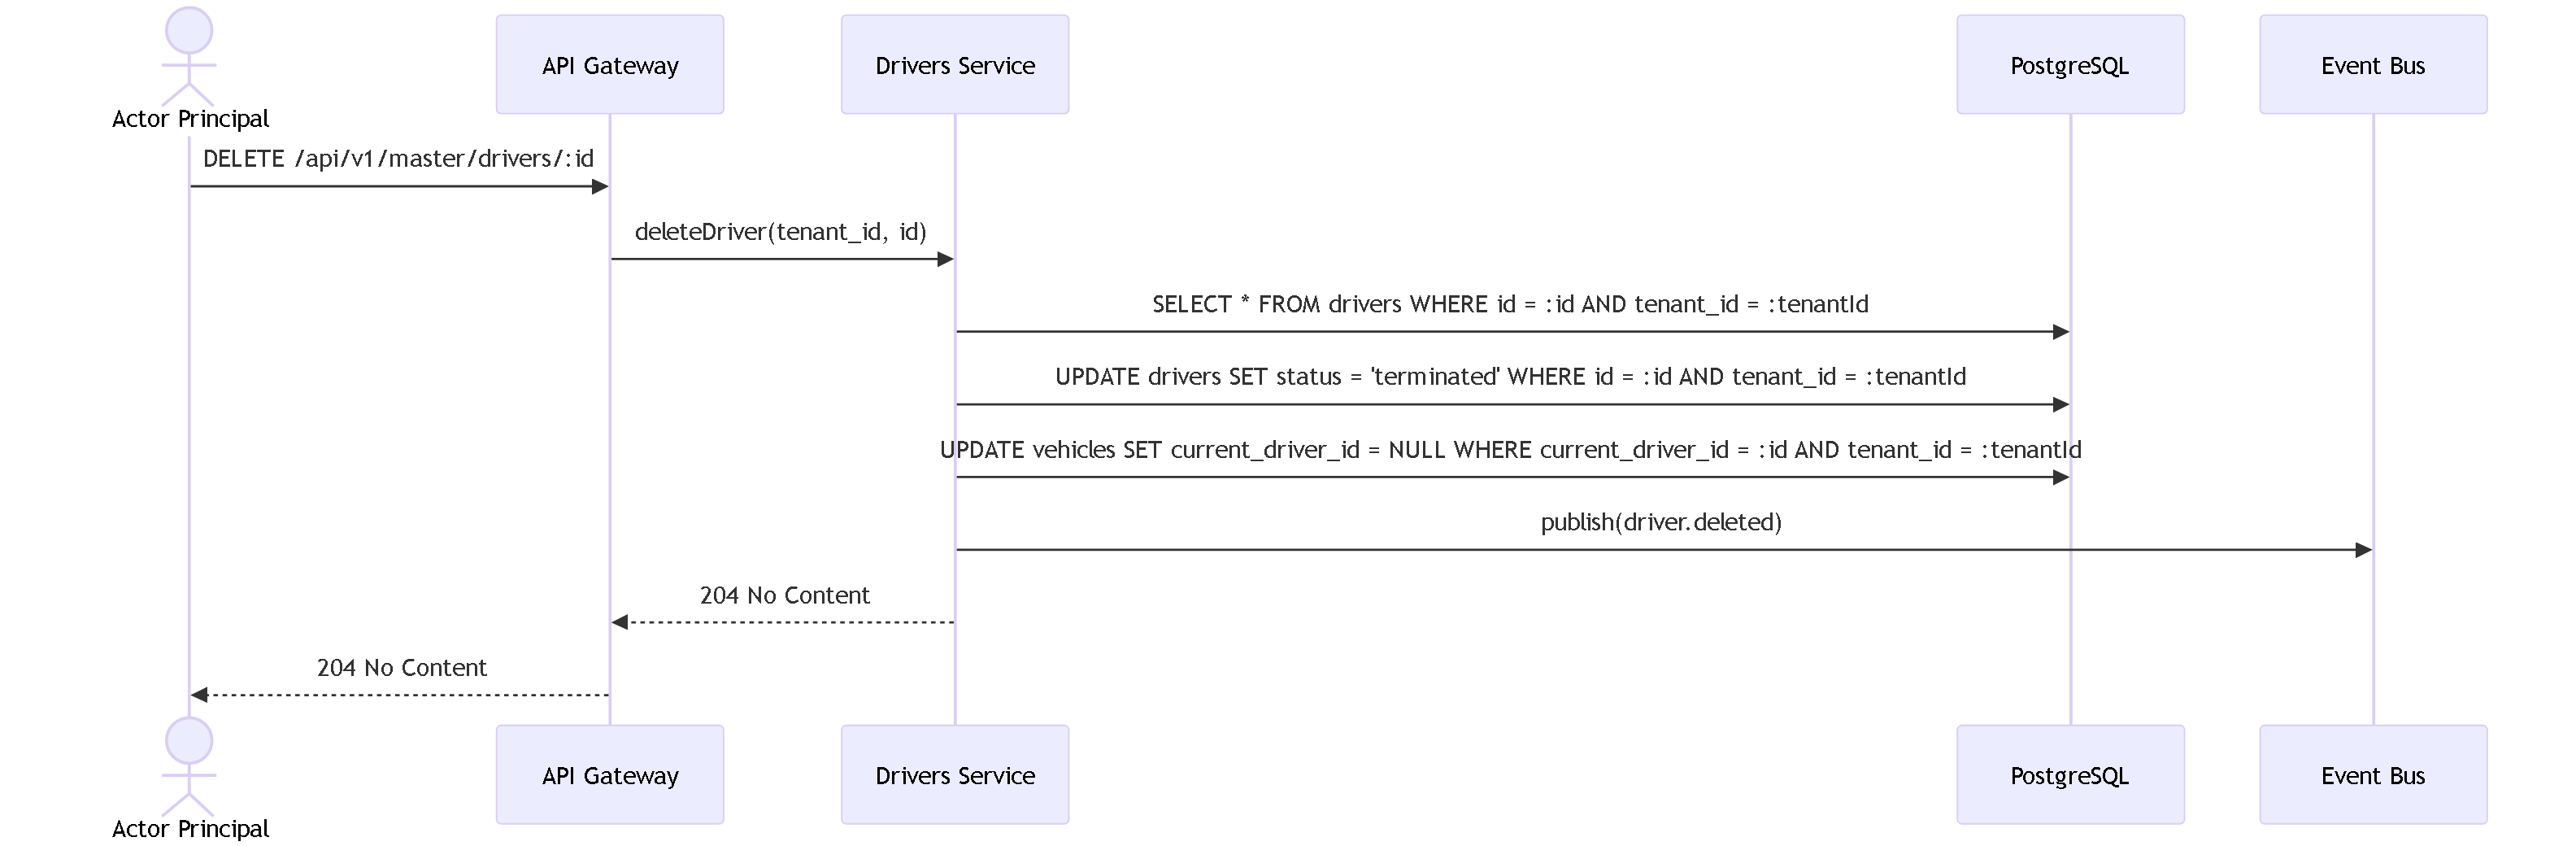 Actor Principal
API Gateway
Drivers Service
PostgreSQL
Event Bus
DELETE /api/v1/master/drivers/:id
deleteDriver(tenant_id, id)
SELECT * FROM drivers WHERE id = :id AND tenant_id = :tenantId
UPDATE drivers SET status = 'terminated' WHERE id = :id AND tenant_id = :tenantId
UPDATE vehicles SET current_driver_id = NULL WHERE current_driver_id = :id AND tenant_id = :tenantId
publish(driver.deleted)
204 No Content
204 No Content
Actor Principal
API Gateway
Drivers Service
PostgreSQL
Event Bus